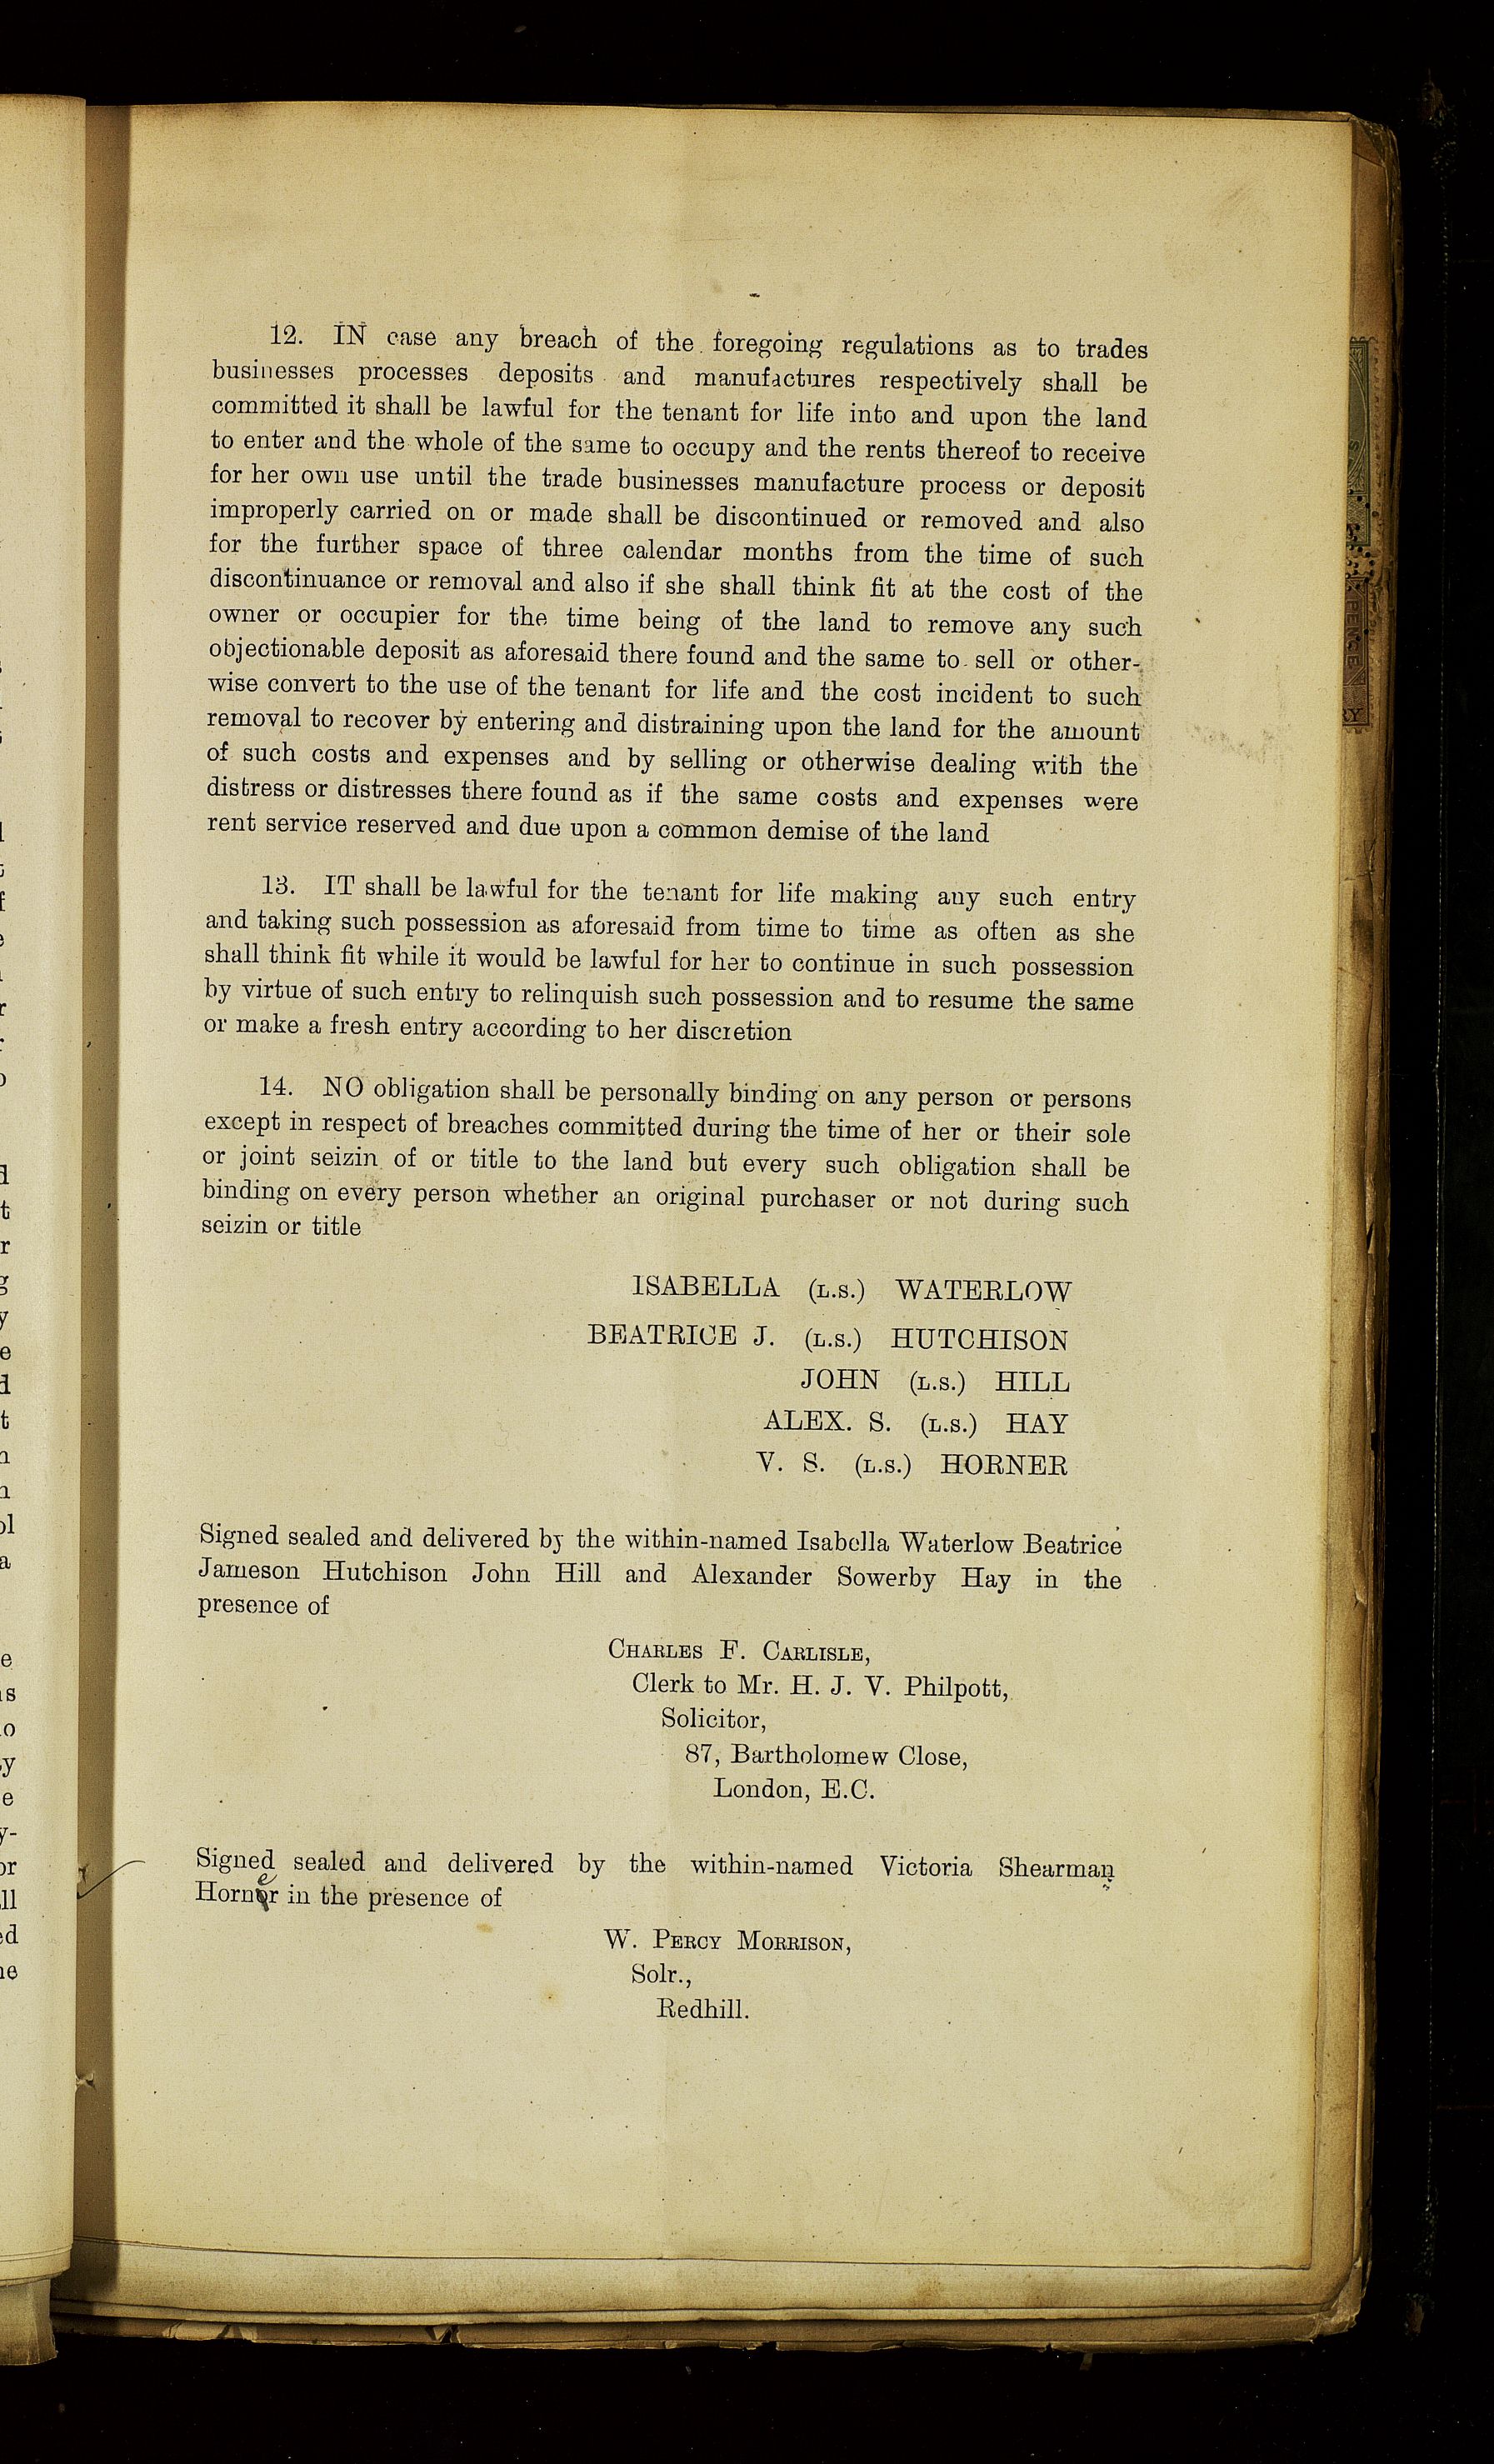 12. IN case any breach of the foregoing regulations as to trades
businesses processes deposits and manufactures respectively shall be
committed it shall be lawful for the tenant for life into and upon the land
to enter and the whole of the same to occupy and the rents thereof to receive
for her own use until the trade businesses manufacture process or deposit
improperly carried on or made shall be discontinued or removed and also
for the further space of three calendar months from the time of such
discontinuance or removal and also if she shall think fit at the cost of the
owner or occupier for the time being of the land to remove any such
objectionable deposit as aforesaid there found and the same to sell or other-
wise convert to the use of the tenant for life and the cost incident to such
removal to recover by entering and distraining upon the land for the amount
of such costs and expenses and by selling or otherwise dealing with the
distress or distresses there found as if the same costs and expenses were
rent service reserved and due upon a common demise of the land
13. IT shall be lawful for the tenant for life making any such entry
and taking such possession as aforesaid from time to time as often as she
shall think fit while it would be lawful for her to continue in such possession
by virtue of such entry to relinquish such possession and to resume the same
or make a fresh entry according to her discretion
14. NO obligation shall be personally binding on any person or persons
except in respect of breaches committed during the time of her or their sole
or joint seizin of or title to the land but every such obligation shall be
binding on every person whether an original purchaser or not during such
seizin or title
ISABELLA (L.S.) WATERLOW
BEATRICE J. (L.S.) HUTCHISON
JOHN (L.S.) HILL
ALEX. S. (L.S.) HAY
V. S. (L.S.) HORNER
Signed sealed and delivered by the within-named Isabella Waterlow Beatrice
Jameson Hutchison John Hill and Alexander Sowerby Hay in the
presence of
CHARLES F. CARLISLE,
Clerk to Mr. H. J. V. Philpott,
Solicitor,
87, Bartholomew Close,
London, E.C.
Signed sealed and delivered by the within-named Victoria Shearman
Horner in the presence of
W. PERCY MORRISON,
Solr.,
Redhill.
PENCE